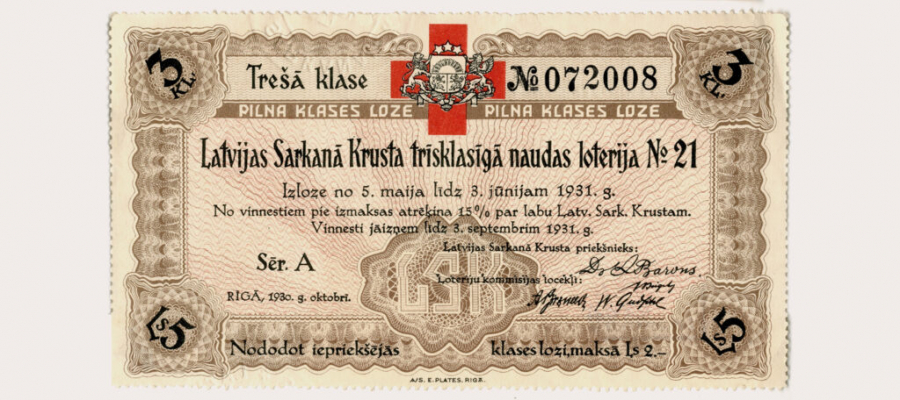 3 KL.
Trešā klase
№ 072008
3 KL.
PILNA KLASES LOZE
PILNA KLASES LOZE
Latvijas Sarkanā Krusta trīsklasīgā naudas loterija № 21
Izloze no 5. maija līdz 3. jūnijam 1931. g.
No vinnestiem pie izmaksas atrēķina 15% par labu Latv. Sark. Krustam.
Vinnesti jāizņem līdz 3. septembrim 1931. g.
Latvijas Sarkanā Krusta priekšnieks:
Sēr. A
LSK
Dr Barons.
Loteriju komisijas locekļi:
RĪGĀ, 1930. g. oktobrī.
Ls 5
Nododot iepriekšējās klases lozi, maksā Ls 2.-
Ls 5
A/S. E. PLATES, RĪGĀ.